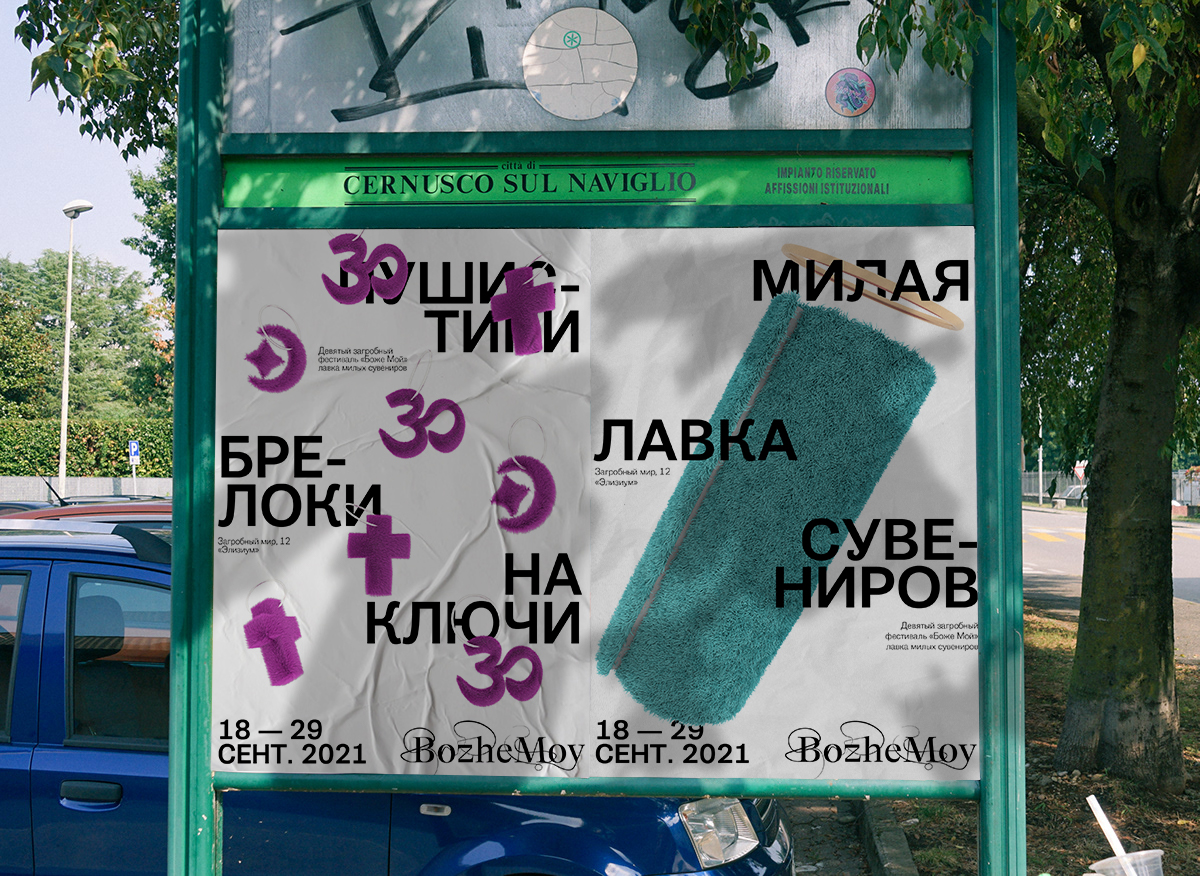 città di
CERNUSCO SUL NAVIGLIO
IMPIANTO RISERVATO
AFFISSIONI ISTITUZIONALI
ПУШИС-
ТИКИ
Девятый загробный
фестиваль «Боже Мой»
лавка милых сувениров
БРЕ-
ЛОКИ
Загробный мир, 12
«Элизиум»
НА
КЛЮЧИ
18 — 29
СЕНТ. 2021
BozheMoy
МИЛАЯ
ЛАВКА
Загробный мир, 12
«Элизиум»
СУВЕ-
НИРОВ
Девятый загробный
фестиваль «Боже Мой»
лавка милых сувениров
18 — 29
СЕНТ. 2021
BozheMoy